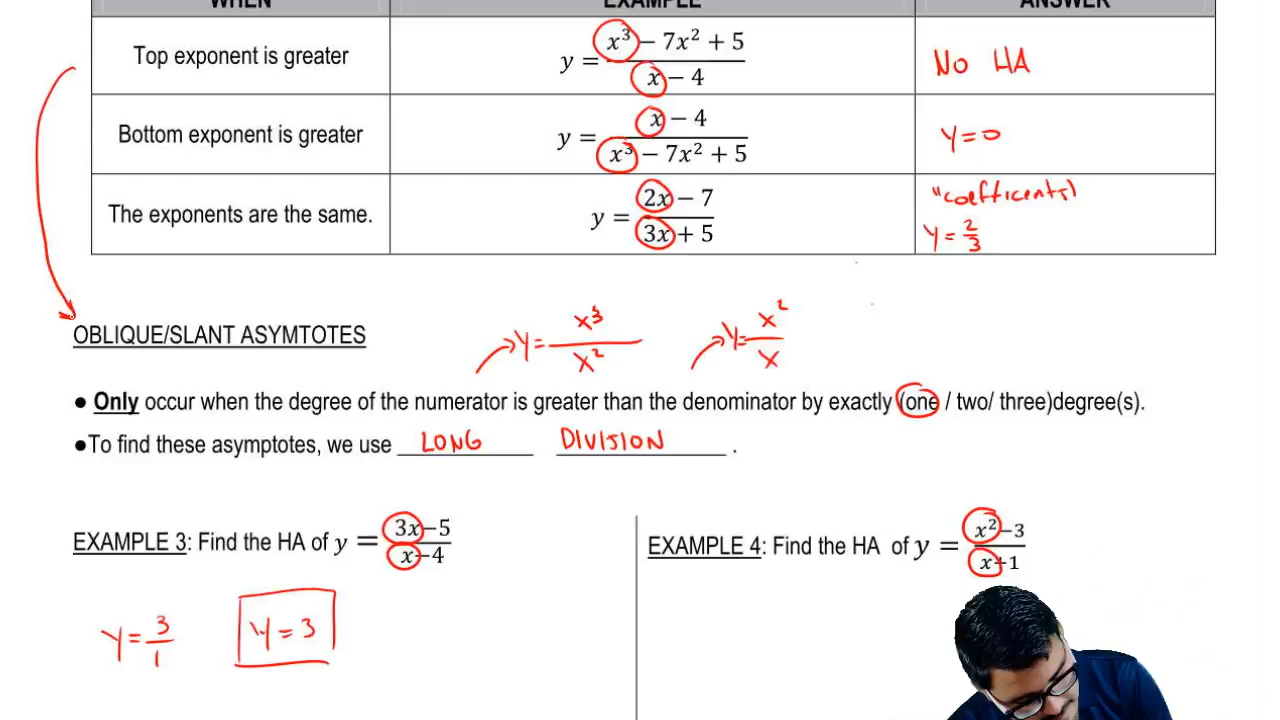 WHEN EXAMPLE ANSWER
Top exponent is greater y = x³ − 7x² + 5 / x − 4 No HA
Bottom exponent is greater y = x − 4 / x³ − 7x² + 5 y=0
The exponents are the same. y = 2x − 7 / 3x + 5 "coefficents)
y = 2/3
OBLIQUE/SLANT ASYMTOTES y = x³ / x² y = x² / x
● Only occur when the degree of the numerator is greater than the denominator by exactly (one / two/ three)degree(s).
●To find these asymptotes, we use LONG DIVISION .
EXAMPLE 3: Find the HA of y = 3x−5 / x−4
y = 3/1 y = 3
EXAMPLE 4: Find the HA of y = x²−3 / x+1